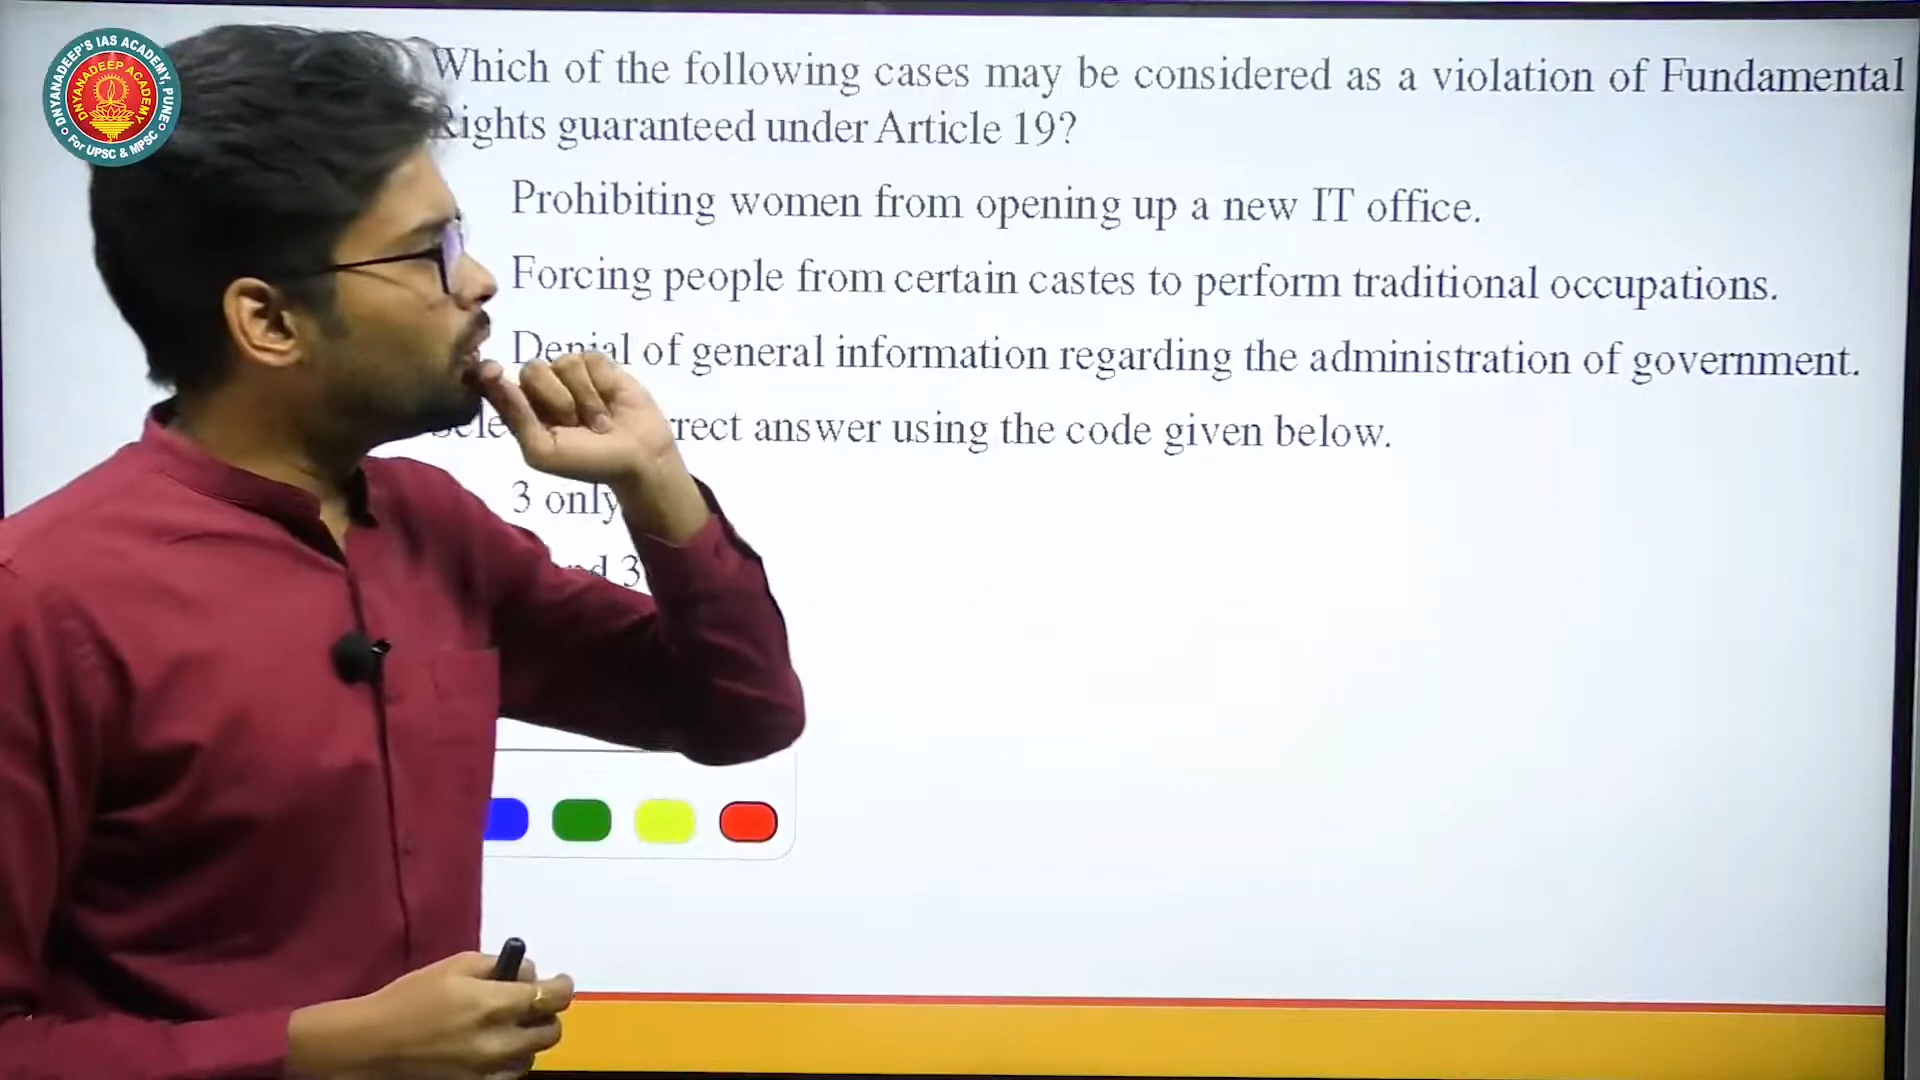 DNYANADEEP'S IAS ACADEMY, PUNE
DNYANADEEP ACADEMY
पुणे
For UPSC & MPSC
Which of the following cases may be considered as a violation of Fundamental
Rights guaranteed under Article 19?
Prohibiting women from opening up a new IT office.
Forcing people from certain castes to perform traditional occupations.
Denial of general information regarding the administration of government.
answer using the code given below.
3 only
3